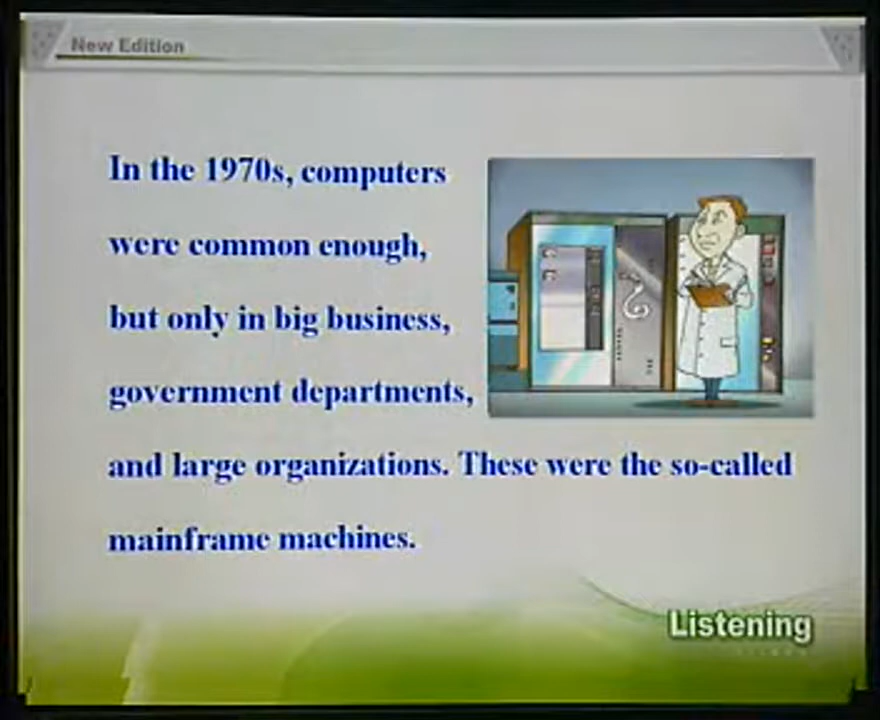 New Edition
In the 1970s, computers
were common enough,
but only in big business,
government departments,
and large organizations. These were the so-called
mainframe machines.
Listening